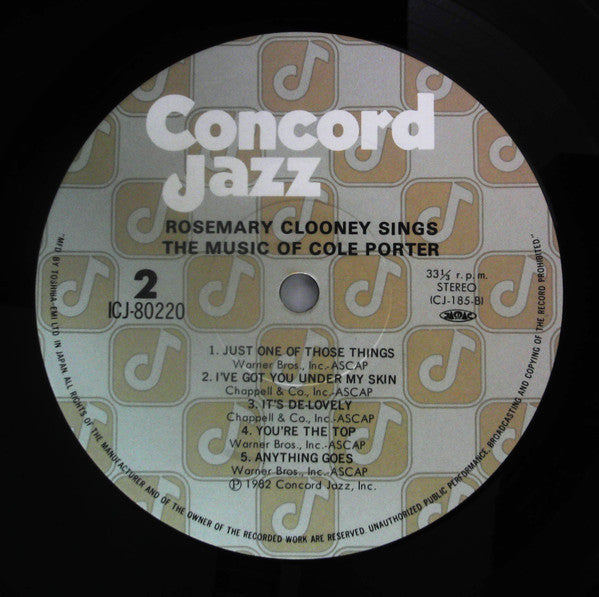 Concord
Jazz
ROSEMARY CLOONEY SINGS
THE MUSIC OF COLE PORTER
2
ICJ-80220
33⅓ r. p. m.
STEREO
(CJ-185-B)
1. JUST ONE OF THOSE THINGS
Warner Bros., Inc.-ASCAP
2. I'VE GOT YOU UNDER MY SKIN
Chappell & Co., Inc.-ASCAP
3. IT'S DE-LOVELY
Chappell & Co., Inc.-ASCAP
4. YOU'RE THE TOP
Warner Bros., Inc.-ASCAP
5. ANYTHING GOES
Warner Bros., Inc.-ASCAP
Ⓟ 1982 Concord Jazz, Inc.
"MFD BY TOSHIBA-EMI LTD IN JAPAN ALL RIGHTS OF THE MANUFACTURER AND OF THE OWNER OF THE RECORDED WORK ARE RESERVED. UNAUTHORIZED PUBLIC PERFORMANCE, BROADCASTING AND COPYING OF THE RECORD PROHIBITED."